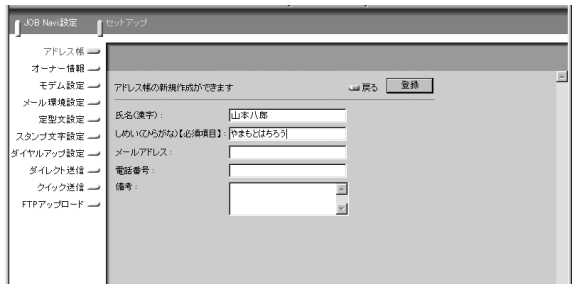 JOB Navi設定 セットアップ
アドレス帳
オーナー情報
モデム設定
メール環境設定
定型文設定
スタンプ文字設定
ダイヤルアップ設定
ダイレクト送信
クイック送信
FTPアップロード
アドレス帳の新規作成ができます 戻る 登録
氏名(漢字): 山本八郎
しめい(ひらがな)【必須項目】: やまもとはちろう
メールアドレス:
電話番号:
備考: